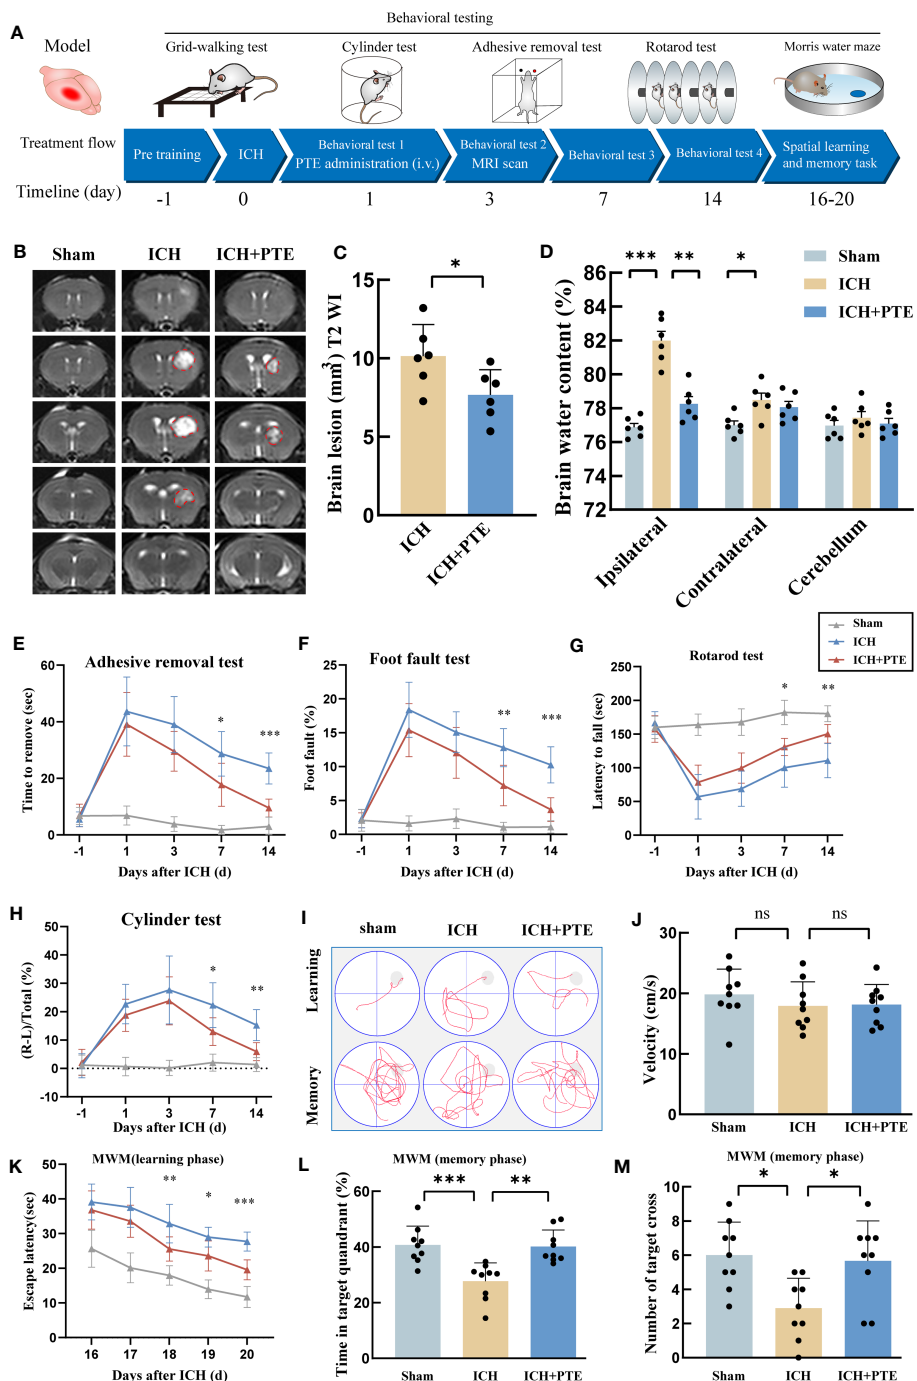 A
Behavioral testing
Model
Grid-walking test
Cylinder test
Adhesive removal test
Rotarod test
Morris water maze
Treatment flow
Pre training
ICH
Behavioral test 1
PTE administration (i.v.)
Behavioral test 2
MRI scan
Behavioral test 3
Behavioral test 4
Spatial learning
and memory task
Timeline (day)
-1
0
1
3
7
14
16-20
B
Sham
ICH
ICH+PTE
C
Brain lesion (mm3) T2 WI
15
10
5
0
*
ICH
ICH+PTE
D
Brain water content (%)
86
84
82
80
78
76
74
72
***
**
*
Sham
ICH
ICH+PTE
Ipsilateral
Contralateral
Cerebellum
Sham
ICH
ICH+PTE
E
Adhesive removal test
Time to remove (sec)
60
40
20
0
*
***
-1 1 3 7 14
Days after ICH (d)
F
Foot fault test
Foot fault (%)
25
20
15
10
5
0
**
***
-1 1 3 7 14
Days after ICH (d)
G
Rotarod test
Latency to fall (sec)
250
200
150
100
50
0
*
**
-1 1 3 7 14
Days after ICH (d)
H
Cylinder test
(R-L)/Total (%)
50
40
30
20
10
0
-10
*
**
-1 1 3 7 14
Days after ICH (d)
I
sham
ICH
ICH+PTE
Learning
Memory
J
Velocity (cm/s)
30
20
10
0
ns
ns
Sham
ICH
ICH+PTE
K
MWM(learning phase)
Escape latency(sec)
50
40
30
20
10
0
**
*
***
16 17 18 19 20
Days after ICH (d)
L
MWM (memory phase)
Time in target quandrant (%)
60
40
20
0
***
**
Sham
ICH
ICH+PTE
M
MWM (memory phase)
Number of target cross
10
8
6
4
2
0
*
*
Sham
ICH
ICH+PTE